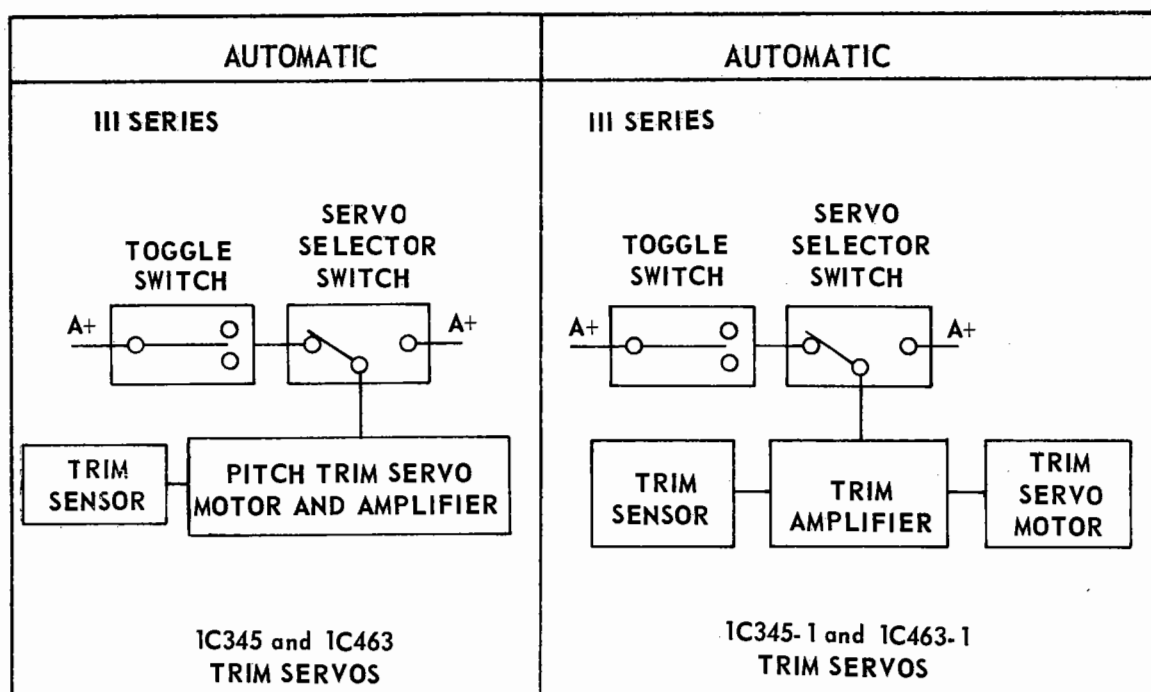 AUTOMATIC
III SERIES
TOGGLE
SWITCH
SERVO
SELECTOR
SWITCH
A+
A+
TRIM
SENSOR
PITCH TRIM SERVO
MOTOR AND AMPLIFIER
1C345 and 1C463
TRIM SERVOS
AUTOMATIC
III SERIES
TOGGLE
SWITCH
SERVO
SELECTOR
SWITCH
A+
A+
TRIM
SENSOR
TRIM
AMPLIFIER
TRIM
SERVO
MOTOR
1C345-1 and 1C463-1
TRIM SERVOS